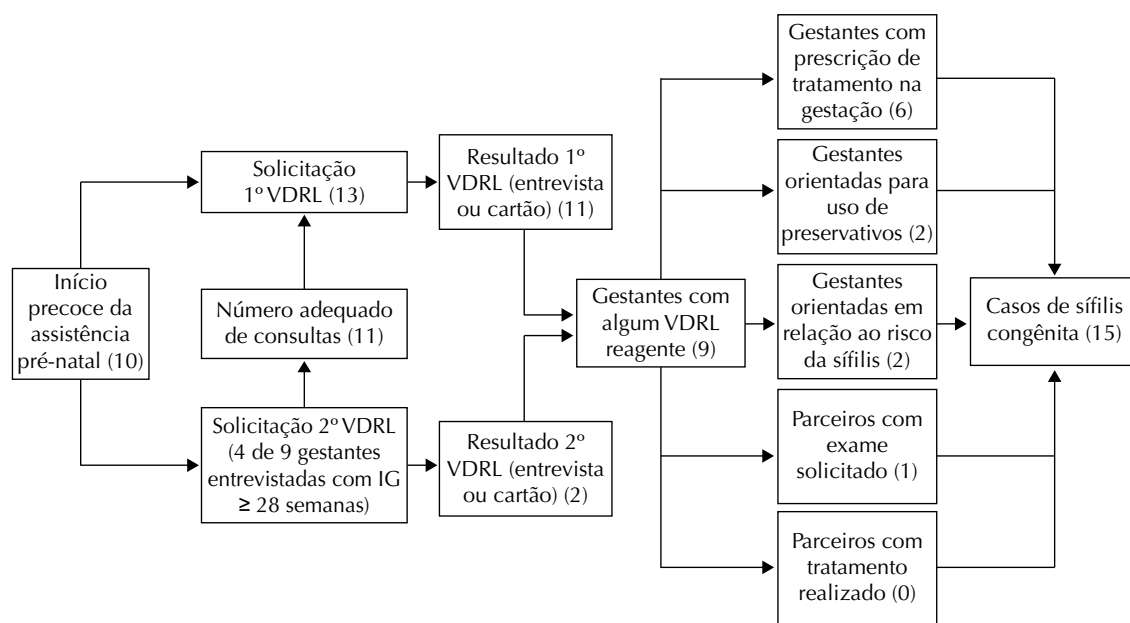 Início
precoce da
assistência
pré-natal (10)
Solicitação
1º VDRL (13)
Número adequado
de consultas (11)
Solicitação 2º VDRL
(4 de 9 gestantes
entrevistadas com IG
≥ 28 semanas)
Resultado 1º
VDRL (entrevista
ou cartão) (11)
Resultado 2º
VDRL (entrevista
ou cartão) (2)
Gestantes com
algum VDRL
reagente (9)
Gestantes com
prescrição de
tratamento na
gestação (6)
Gestantes
orientadas para
uso de
preservativos (2)
Gestantes
orientadas em
relação ao risco
da sífilis (2)
Parceiros com
exame
solicitado (1)
Parceiros com
tratamento
realizado (0)
Casos de sífilis
congênita (15)